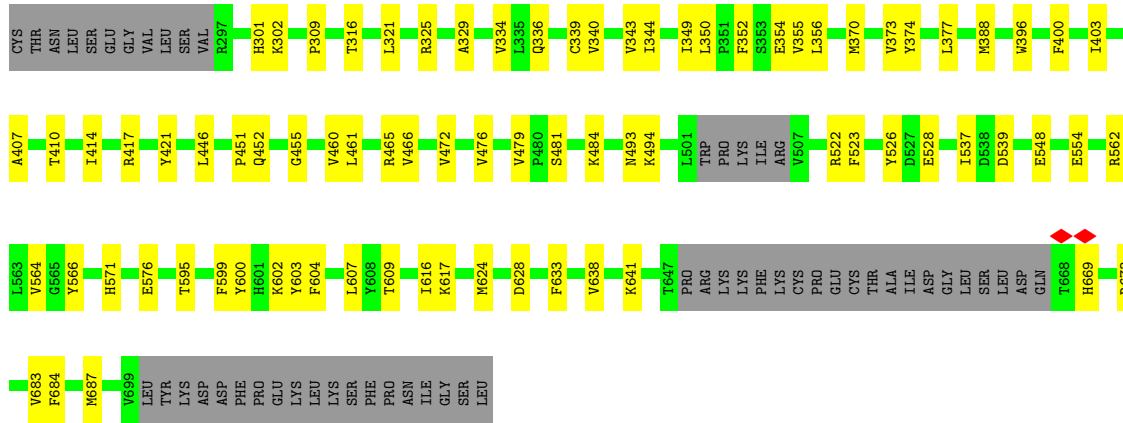 CYS THR ASN LEU SER GLU GLY VAL LEU SER VAL R297 H301 K302 P309 T316 L321 R325 A329 V334 L335 Q336 C339 V340 V343 I344 I349 L350 P351 F352 S353 E354 V355 L356 M370 V373 Y374 L377 M388 W396 F400 I403
A407 T410 I414 R417 Y421 L446 P451 Q452 G455 V460 L461 R465 V466 V472 V476 V479 P480 S481 K484 N493 K494 L501 TRP PRO LYS ILE ARG V507 R522 F523 Y526 D527 E528 I537 D538 D539 E548 E554 R562
L563 V564 G565 Y566 H571 E576 T595 F599 Y600 H601 K602 Y603 F604 L607 Y608 T609 I616 K617 M624 D628 F633 V638 K641 T647 PRO ARG LYS LYS PHE LYS CYS PRO GLU CYS THR ALA ILE ASP GLY LEU SER LEU ASP GLN T668 H669
V683 F684 M687 V699 LEU TYR LYS ASP ASP PHE PRO GLU LYS LEU LYS SER PHE PRO ASN ILE GLY SER LEU